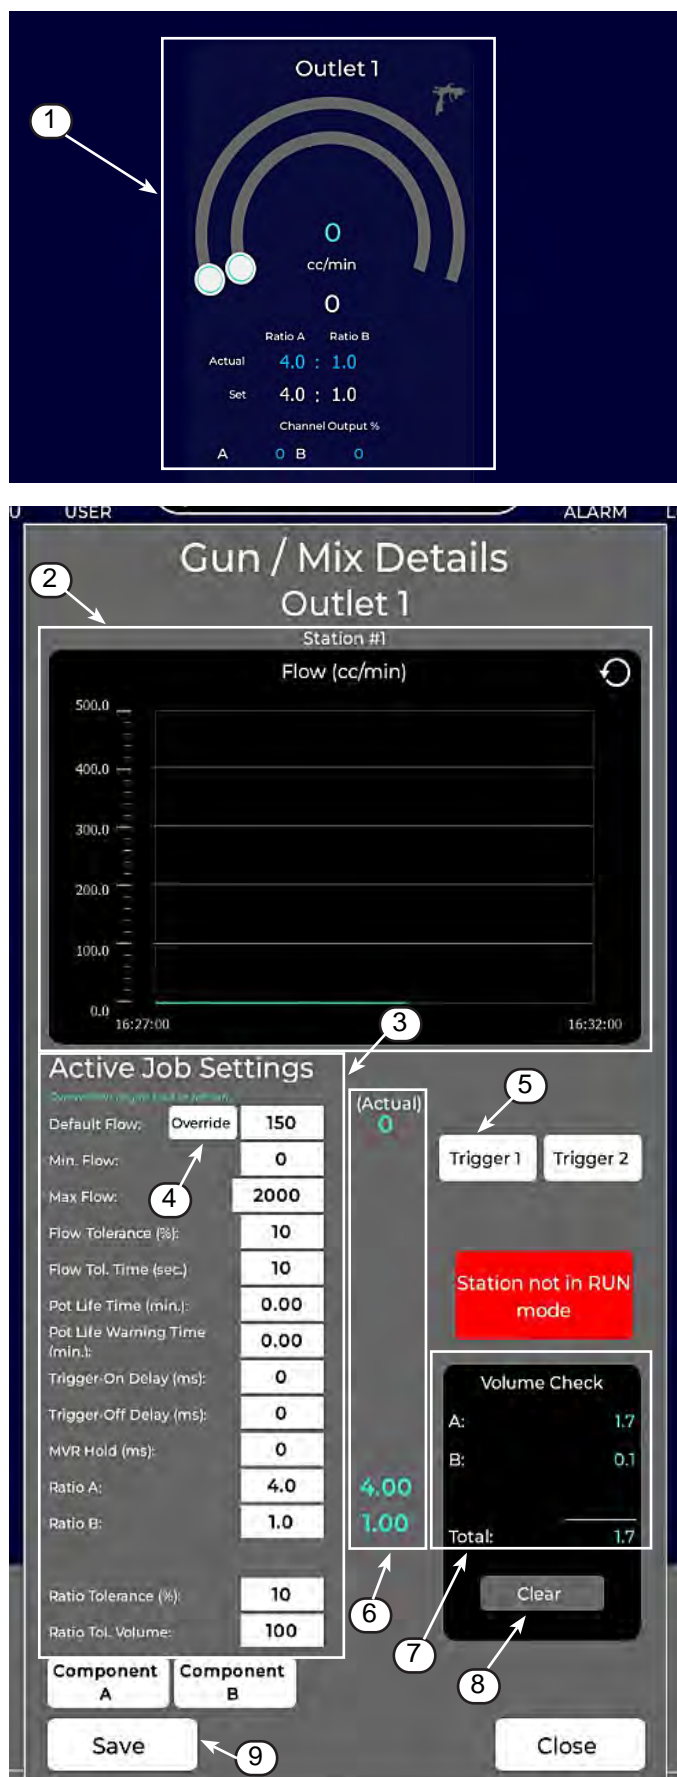 Outlet 1
1
0
cc/min
0
Ratio A Ratio B
Actual 4.0 : 1.0
Set 4.0 : 1.0
Channel Output %
A 0 B 0
USER ALARM
Gun / Mix Details
2
Outlet 1
Station #1
Flow (cc/min)
500.0
400.0
300.0
200.0
100.0
0.0
16:27:00 16:32:00
3
Active Job Settings
(Actual)
0
5
Default Flow: Override 150
Min. Flow: 0
Trigger 1 Trigger 2
4
Max Flow: 2000
Flow Tolerance (%): 10
Flow Tol. Time (sec.) 10
Station not in RUN
mode
Pot Life Time (min.): 0.00
Pot Life Warning Time
(min.): 0.00
Trigger-On Delay (ms): 0
Volume Check
Trigger-Off Delay (ms): 0
A: 1.7
MVR Hold (ms): 0
B: 0.1
Ratio A: 4.0 4.00
Ratio B: 1.0 1.00
Total: 1.7
Ratio Tolerance (%): 10
Clear
6
Ratio Tol. Volume: 100
7
8
Component
A
Component
B
Save
9
Close